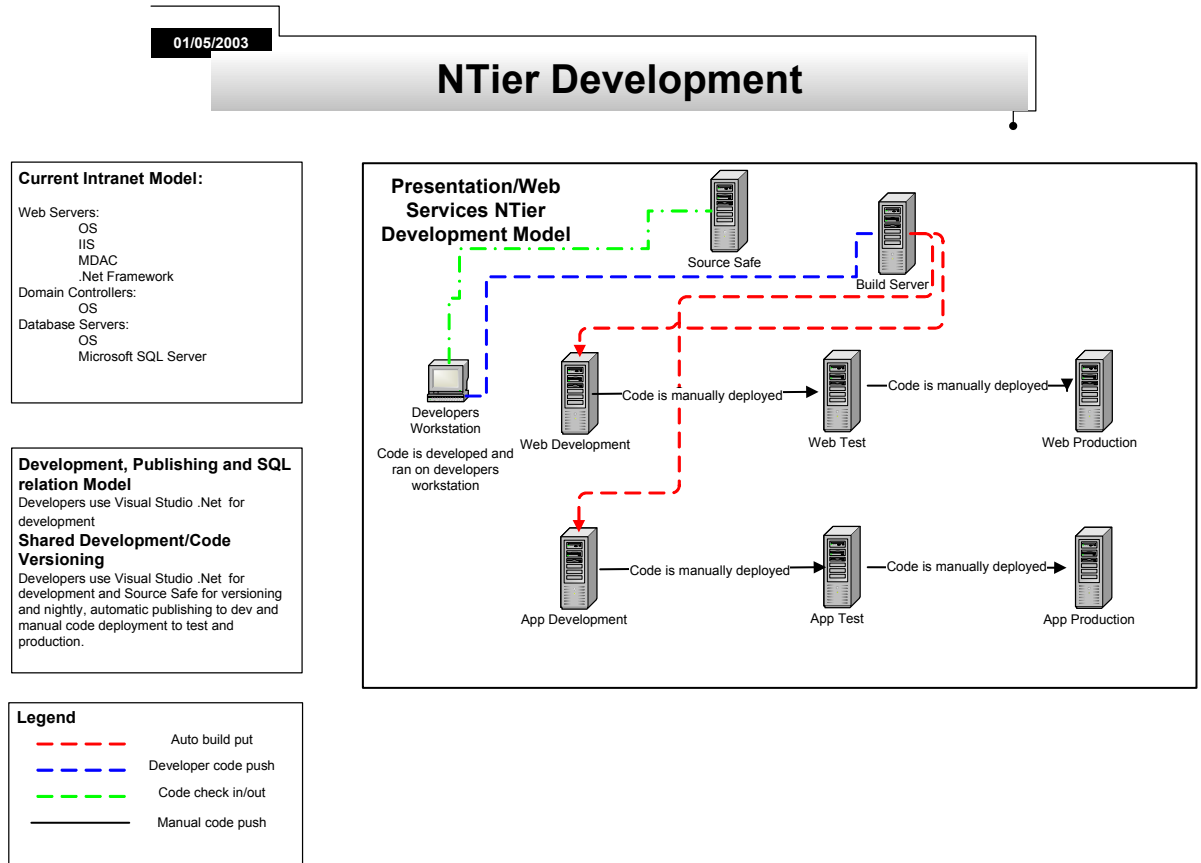 01/05/2003
NTier Development
Current Intranet Model:
Web Servers:
OS
IIS
MDAC
.Net Framework
Domain Controllers:
OS
Database Servers:
OS
Microsoft SQL Server
Development, Publishing and SQL
relation Model
Developers use Visual Studio .Net for
development
Shared Development/Code
Versioning
Developers use Visual Studio .Net for
development and Source Safe for versioning
and nightly, automatic publishing to dev and
manual code deployment to test and
production.
Legend
Auto build put
Developer code push
Code check in/out
Manual code push
Presentation/Web
Services NTier
Development Model
Source Safe
Build Server
Developers
Workstation
Code is developed and
ran on developers
workstation
Web Development
Code is manually deployed
Web Test
Code is manually deployed
Web Production
App Development
Code is manually deployed
App Test
Code is manually deployed
App Production